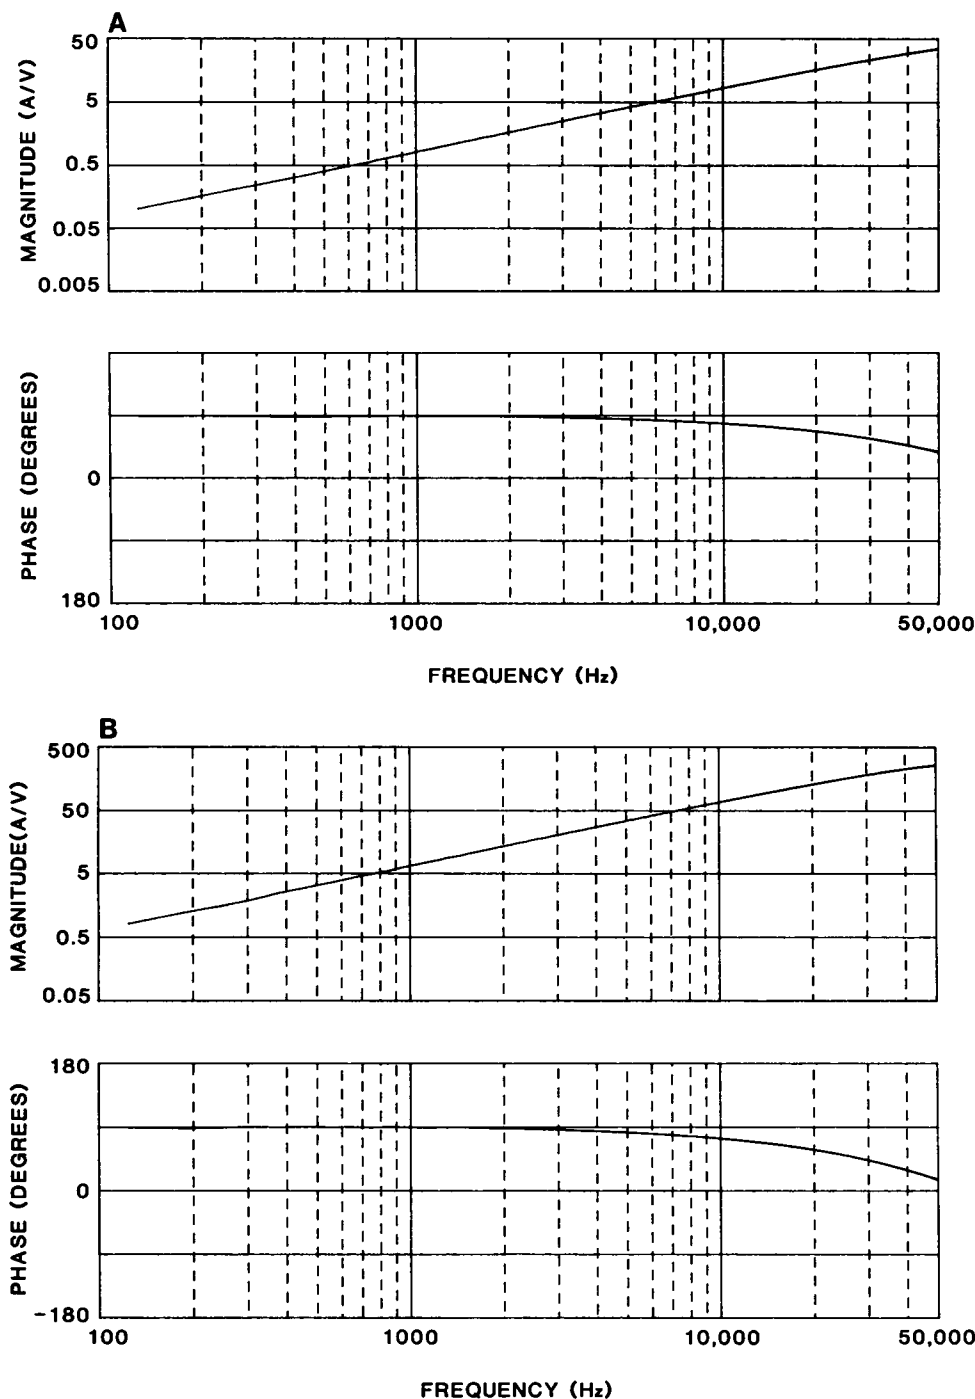 A
MAGNITUDE (A/V)
50
5
0.5
0.05
0.005
PHASE (DEGREES)
0
180
100 1000 10,000 50,000
FREQUENCY (Hz)
B
MAGNITUDE(A/V)
500
50
5
0.5
0.05
PHASE (DEGREES)
180
0
-180
100 1000 10,000 50,000
FREQUENCY (Hz)